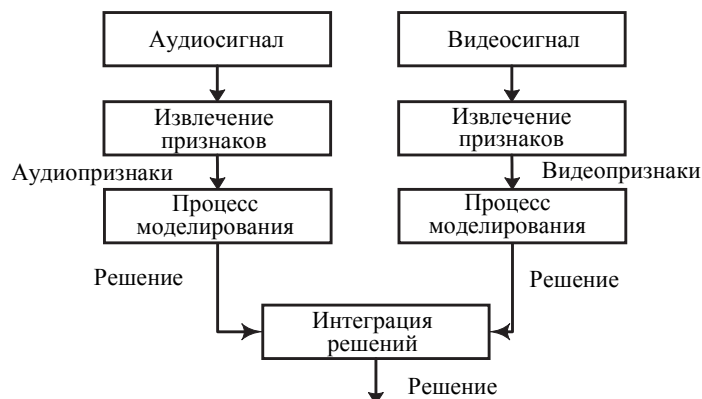 Аудиосигнал
Видеосигнал
Извлечение
признаков
Извлечение
признаков
Аудиопризнаки
Видеопризнаки
Процесс
моделирования
Процесс
моделирования
Решение
Решение
Интеграция
решений
Решение